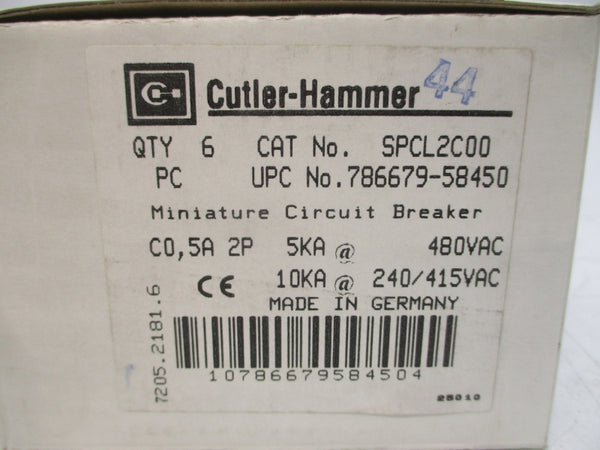 Cutler-Hammer 44
QTY 6 CAT No. SPCL2C00
PC UPC No.786679-58450
Miniature Circuit Breaker
C0,5A 2P 5KA @ 480VAC
CE 10KA @ 240/415VAC
MADE IN GERMANY
7205.2181.6
10786679584504
25010